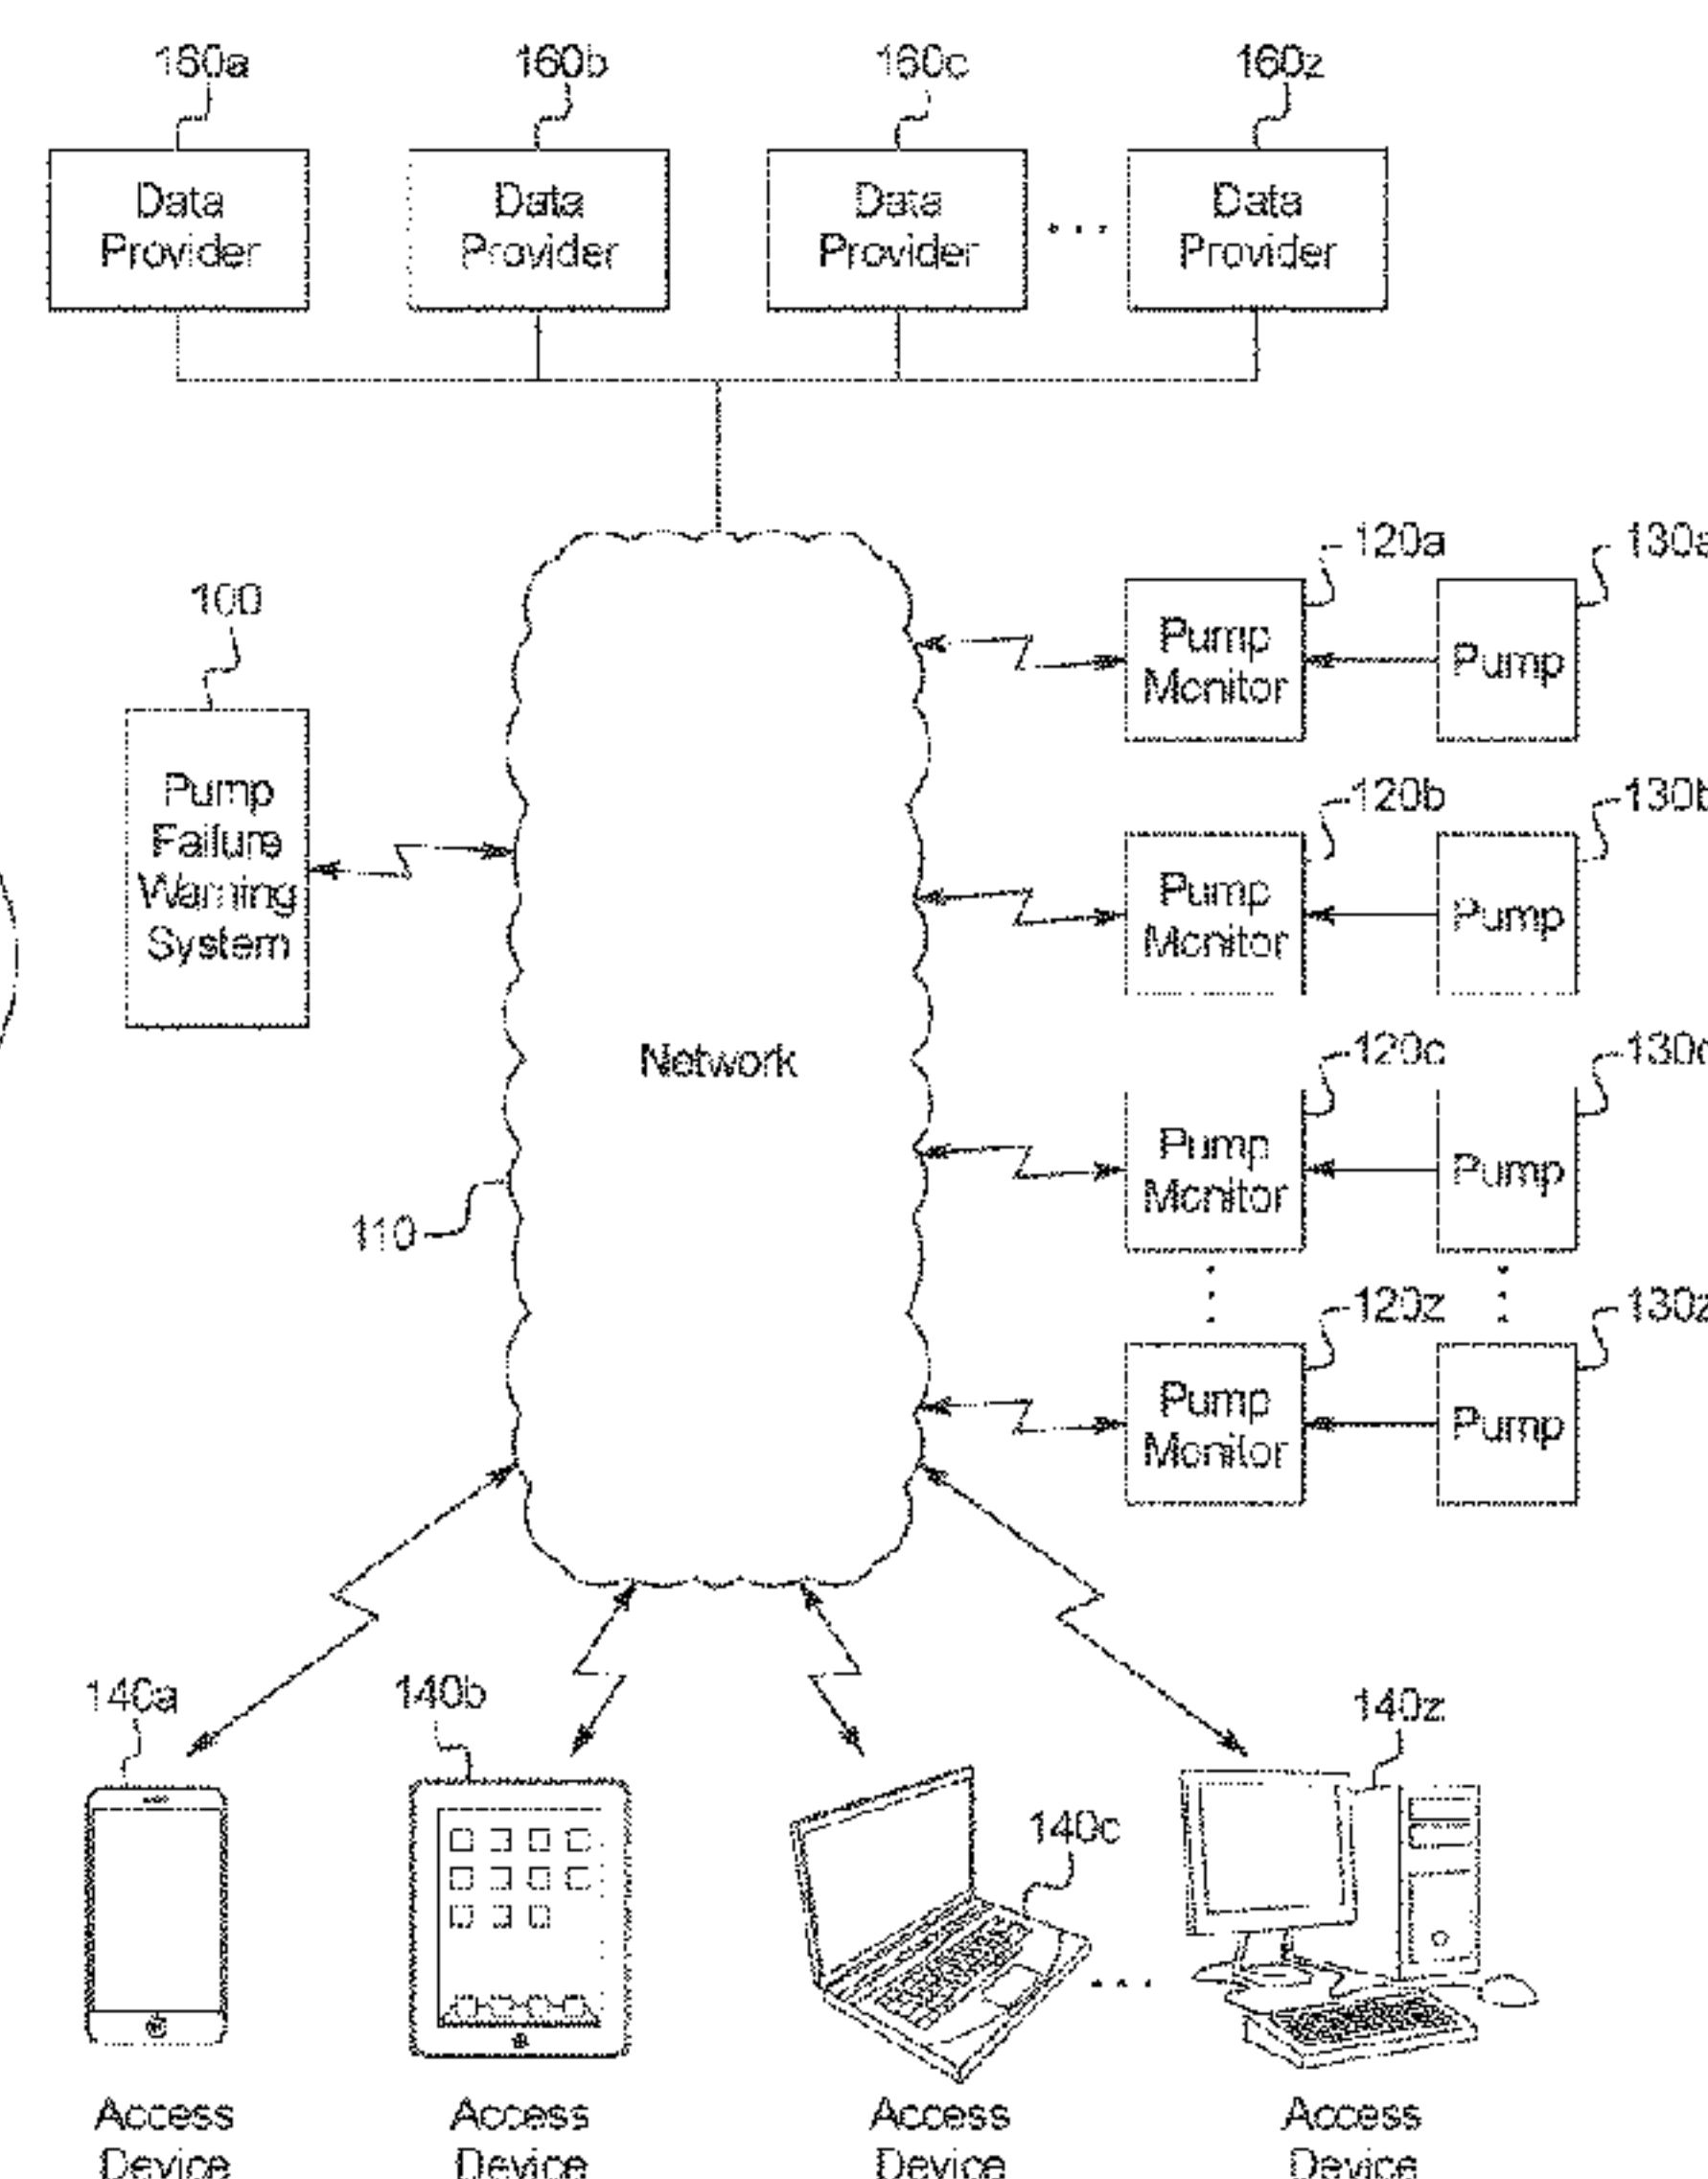 160a
160b
160c
160z
Data
Provider
Data
Provider
Data
Provider
. . .
Data
Provider
100
Pump
Failure
Warning
System
Network
110
120a
Pump
Monitor
130a
Pump
120b
Pump
Monitor
130b
Pump
120c
Pump
Monitor
130c
Pump
120z
Pump
Monitor
130z
Pump
140a
Access
Device
140b
Access
Device
140c
Access
Device
. . .
140z
Access
Device